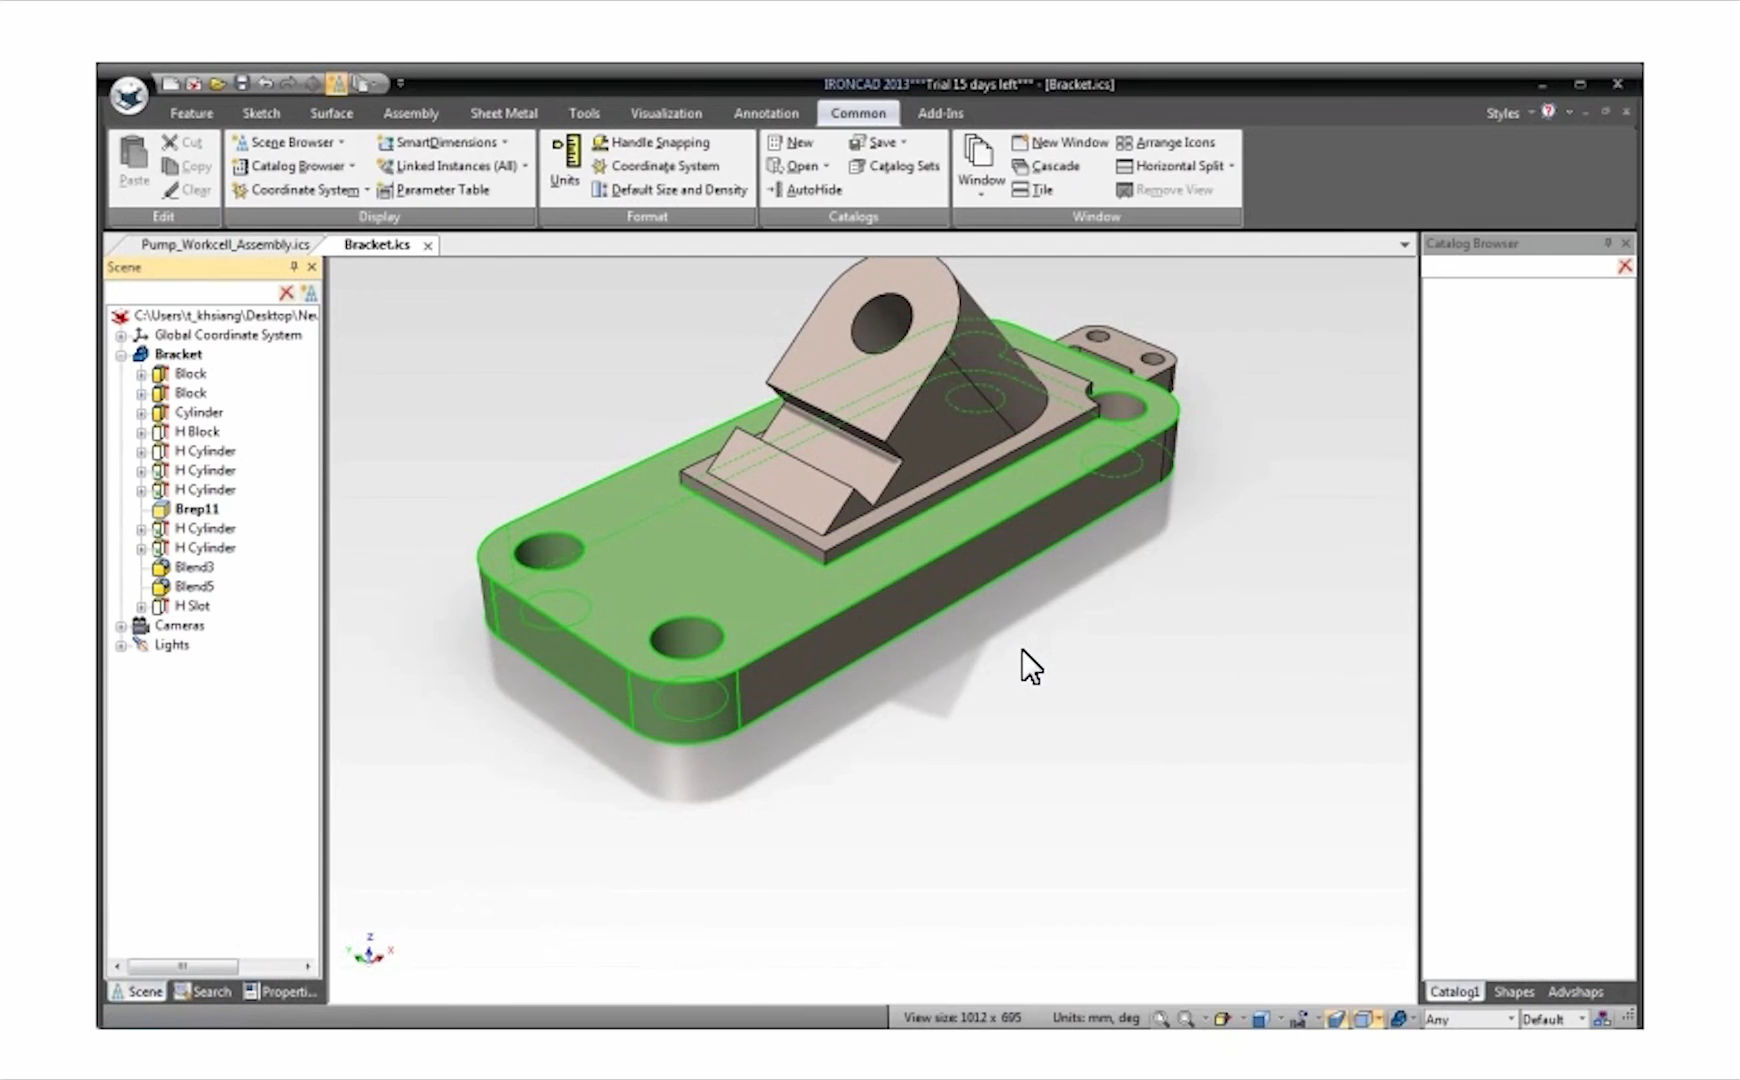 IRONCAD 2013***Trial 15 days left*** - [Bracket.ics]
Feature Sketch Surface Assembly Sheet Metal Tools Visualization Annotation Common Add-Ins Styles
Cut Scene Browser SmartDimensions Handle Snapping New Save New Window Arrange Icons
Copy Catalog Browser Linked Instances (All) Coordinate System Open Catalog Sets Cascade Horizontal Split
Paste Units Window
Clear Coordinate System Parameter Table Default Size and Density AutoHide Tile Remove View
Edit Display Format Catalogs Window
Pump_Workcell_Assembly.ics Bracket.ics Catalog Browser
Scene
C:\Users\t_khsiang\Desktop\Ne
Global Coordinate System
Bracket
Block
Block
Cylinder
H Block
H Cylinder
H Cylinder
H Cylinder
Brep11
H Cylinder
H Cylinder
Blend3
Blend5
H Slot
Cameras
Lights
Z
Y X
Scene Search Properti... Catalog1 Shapes Advshaps
View size: 1012 x 695 Units: mm, deg Any Default